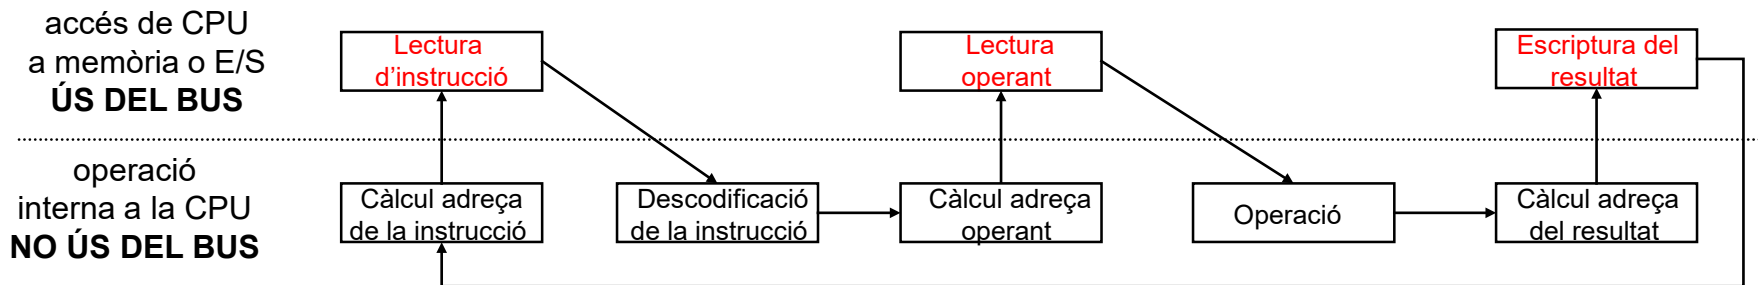 accés de CPU
a memòria o E/S
ÚS DEL BUS
Lectura
d’instrucció
Lectura
operant
Escriptura del
resultat
operació
interna a la CPU
NO ÚS DEL BUS
Càlcul adreça
de la instrucció
Descodificació
de la instrucció
Càlcul adreça
operant
Operació
Càlcul adreça
del resultat